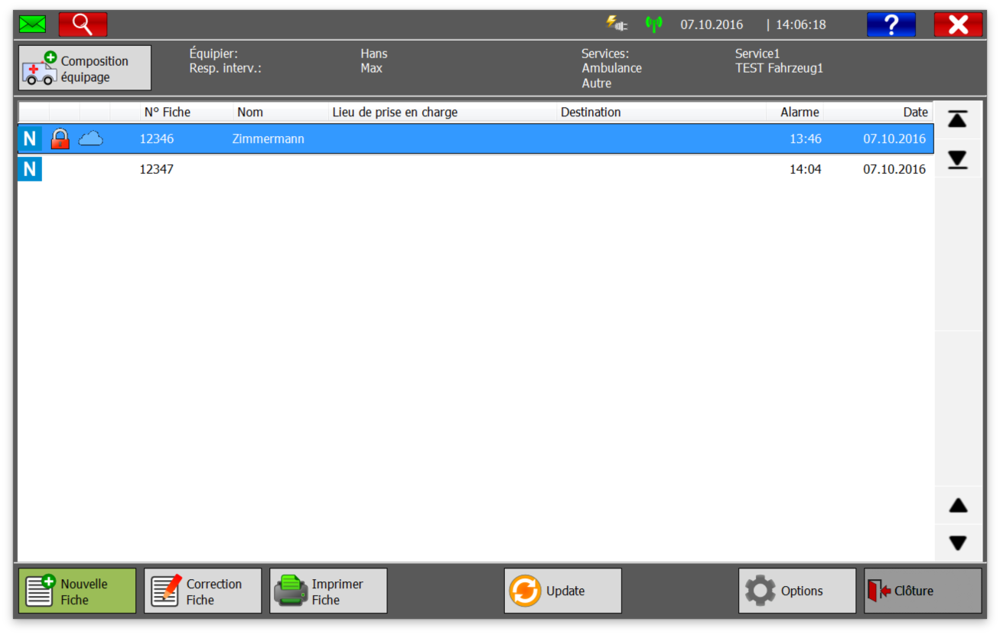 07.10.2016 | 14:06:18 ?
Composition
équipage
Équipier: Hans
Resp. interv.: Max
Services: Service1
Ambulance TEST Fahrzeug1
Autre
N° Fiche Nom Lieu de prise en charge Destination Alarme Date
N 12346 Zimmermann 13:46 07.10.2016
N 12347 14:04 07.10.2016
Nouvelle
Fiche
Correction
Fiche
Imprimer
Fiche
Update
Options
Clôture